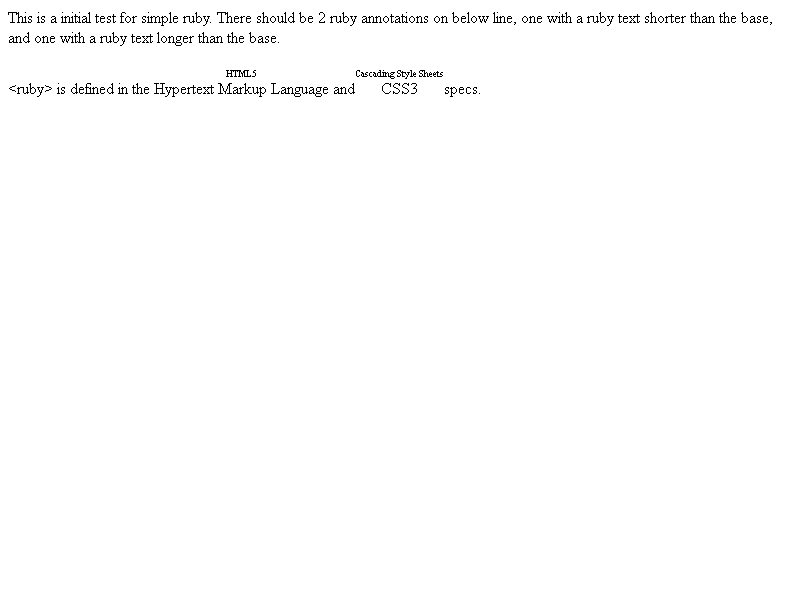 This is a initial test for simple ruby. There should be 2 ruby annotations on below line, one with a ruby text shorter than the base,
and one with a ruby text longer than the base.
HTML5 Cascading Style Sheets
<ruby> is defined in the Hypertext Markup Language and CSS3 specs.